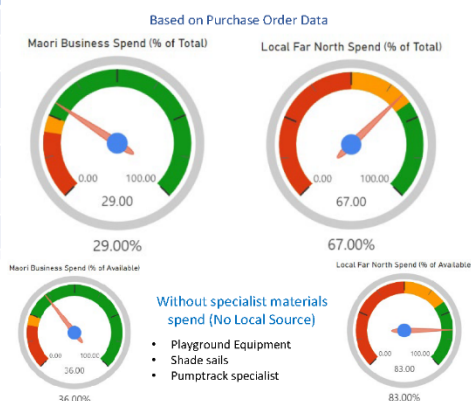 Based on Purchase Order Data
Maori Business Spend (% of Total)
Local Far North Spend (% of Total)
0.00 100.00
29.00
29.00%
0.00 100.00
67.00
67.00%
Maori Business Spend (% of Available)
0.00 100.00
36.00
36.00%
Without specialist materials
spend (No Local Source)
• Playground Equipment
• Shade sails
• Pumptrack specialist
Local Far North Spend (% of Available
0.00 100.00
83.00
83.00%